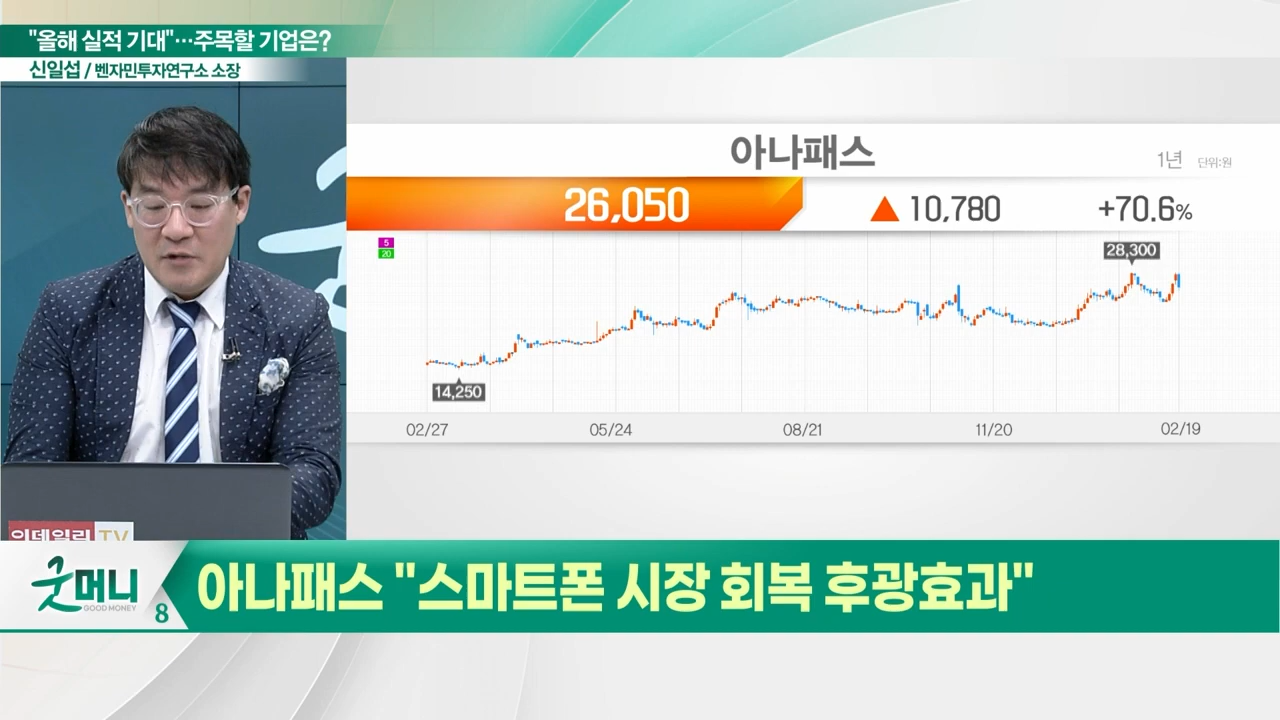 "올해 실적 기대"…주목할 기업은?
신일섭 / 벤자민투자연구소 소장
아나패스
1년 단위:원
26,050 ▲ 10,780 +70.6%
5
20
28,300
14,250
02/27 05/24 08/21 11/20 02/19
이데일리 TV
굿머니
GOOD MONEY
8
아나패스 "스마트폰 시장 회복 후광효과"